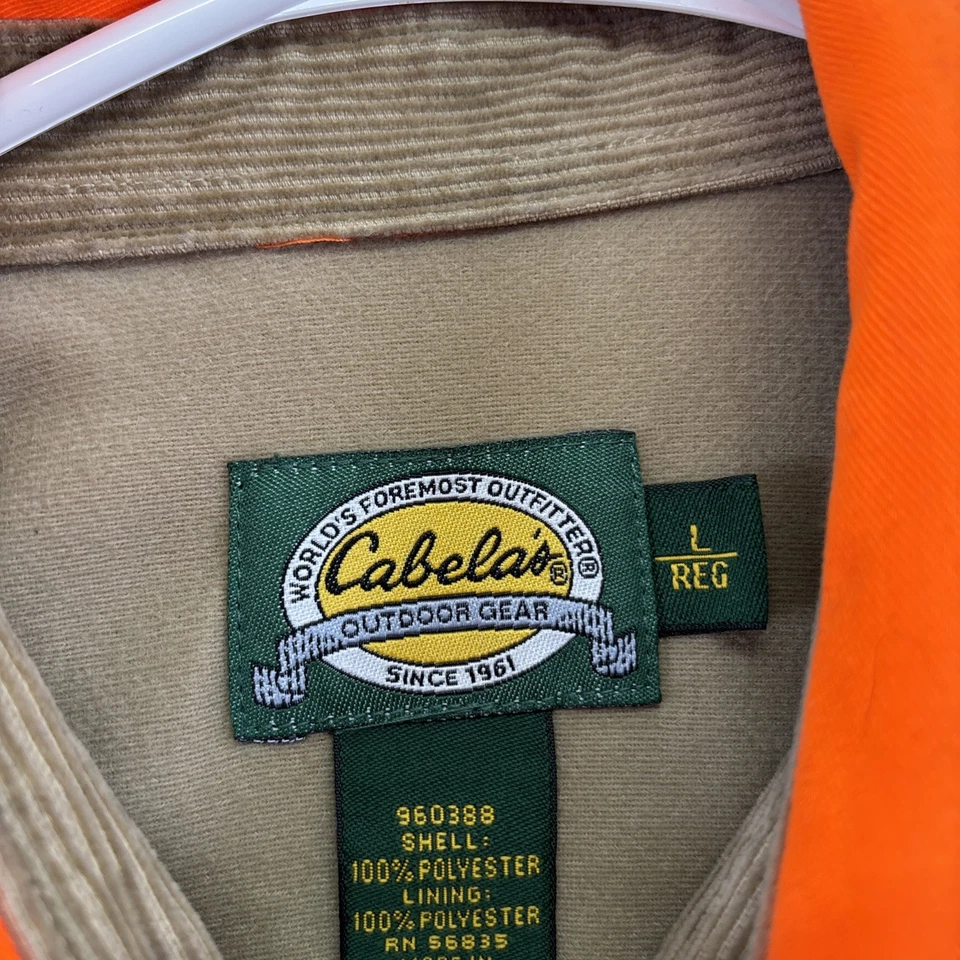 WORLD'S FOREMOST OUTFITTER®
Cabela's®
OUTDOOR GEAR
SINCE 1961
L
REG
960388
SHELL:
100% POLYESTER
LINING:
100% POLYESTER
RN 56835